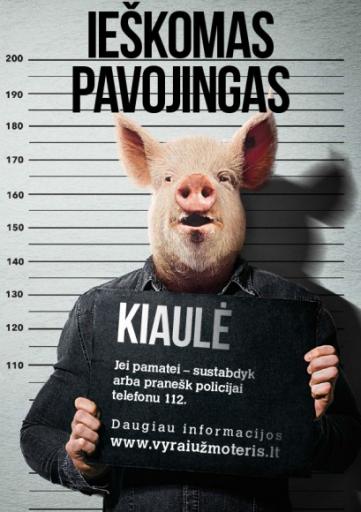 IEŠKOMAS
PAVOJINGAS
200
190
180
170
160
150
140
130
120
110
KIAULĖ
Jei pamatei – sustabdyk
arba pranešk policijai
telefonu 112.
Daugiau informacijos
www.vyraiužmoteris.lt